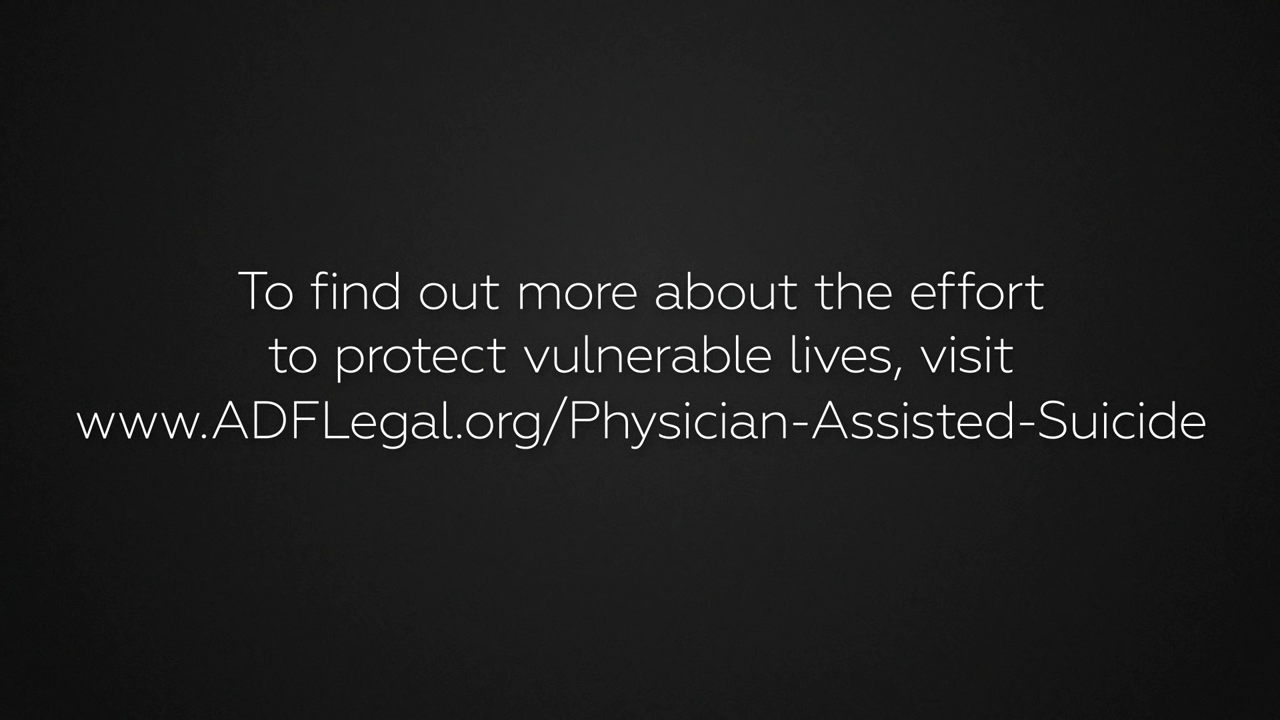 To find out more about the effort
to protect vulnerable lives, visit
www.ADFLegal.org/Physician-Assisted-Suicide